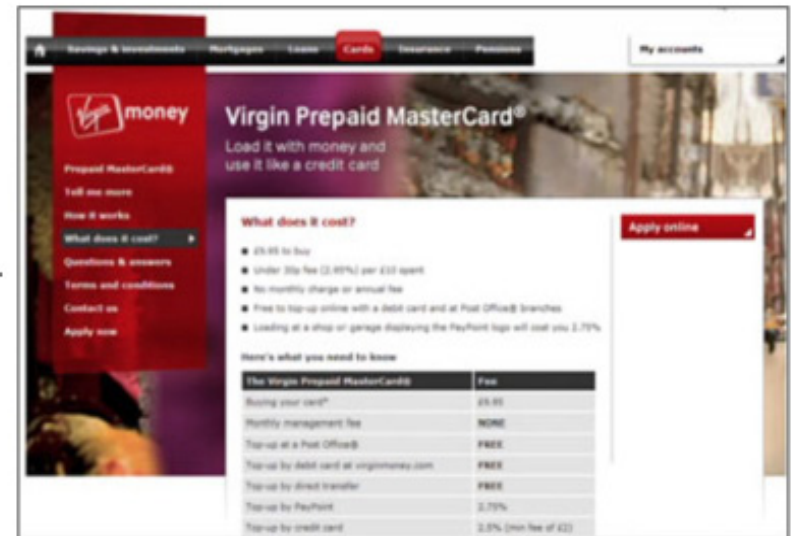 Savings & investments Mortgages Loans Cards Insurance Pensions
My accounts
Virgin money
Virgin Prepaid MasterCard®
Load it with money and
use it like a credit card
Prepaid MasterCard®
Tell me more
How it works
What does it cost?
Questions & answers
Terms and conditions
Contact us
Apply now
What does it cost?
£9.95 to buy
Under 30p fee (2.95%) per £10 spent
No monthly charge or annual fee
Free to top-up online with a debit card and at Post Office® branches
Loading at a shop or garage displaying the PayPoint logo will cost you 2.75%
Apply online
Here's what you need to know
The Virgin Prepaid MasterCard® Fee
Buying your card* £9.95
Monthly management fee NONE
Top-up at a Post Office® FREE
Top-up by debit card at virginmoney.com FREE
Top-up by direct transfer FREE
Top-up by PayPoint 2.75%
Top-up by credit card 2.5% (min fee of £2)